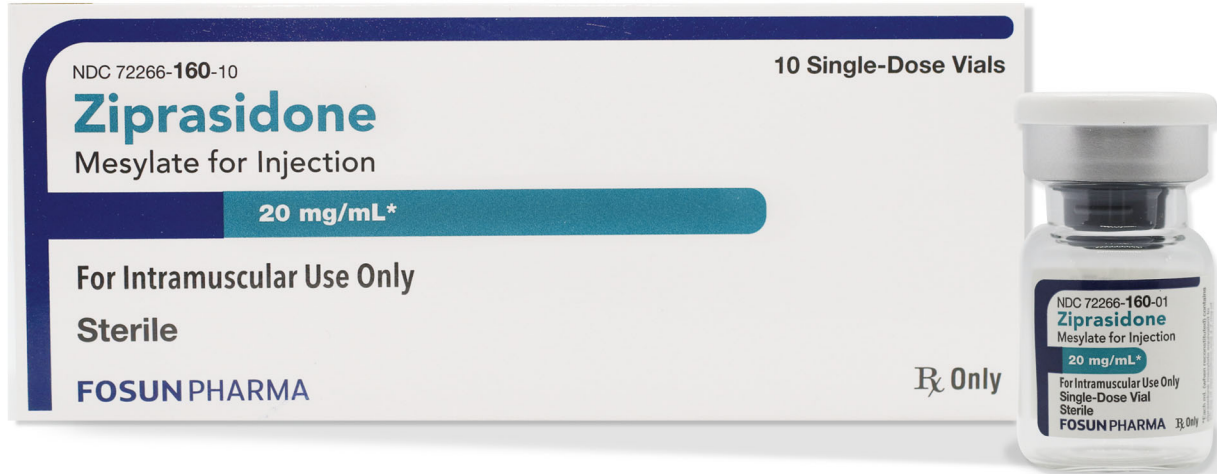 NDC 72266-160-10
10 Single-Dose Vials
Ziprasidone
Mesylate for Injection
20 mg/mL*
For Intramuscular Use Only
Sterile
FOSUN PHARMA
Rx Only
NDC 72266-160-01
Ziprasidone
Mesylate for Injection
20 mg/mL*
For Intramuscular Use Only
Single-Dose Vial
Sterile
FOSUN PHARMA
Rx Only